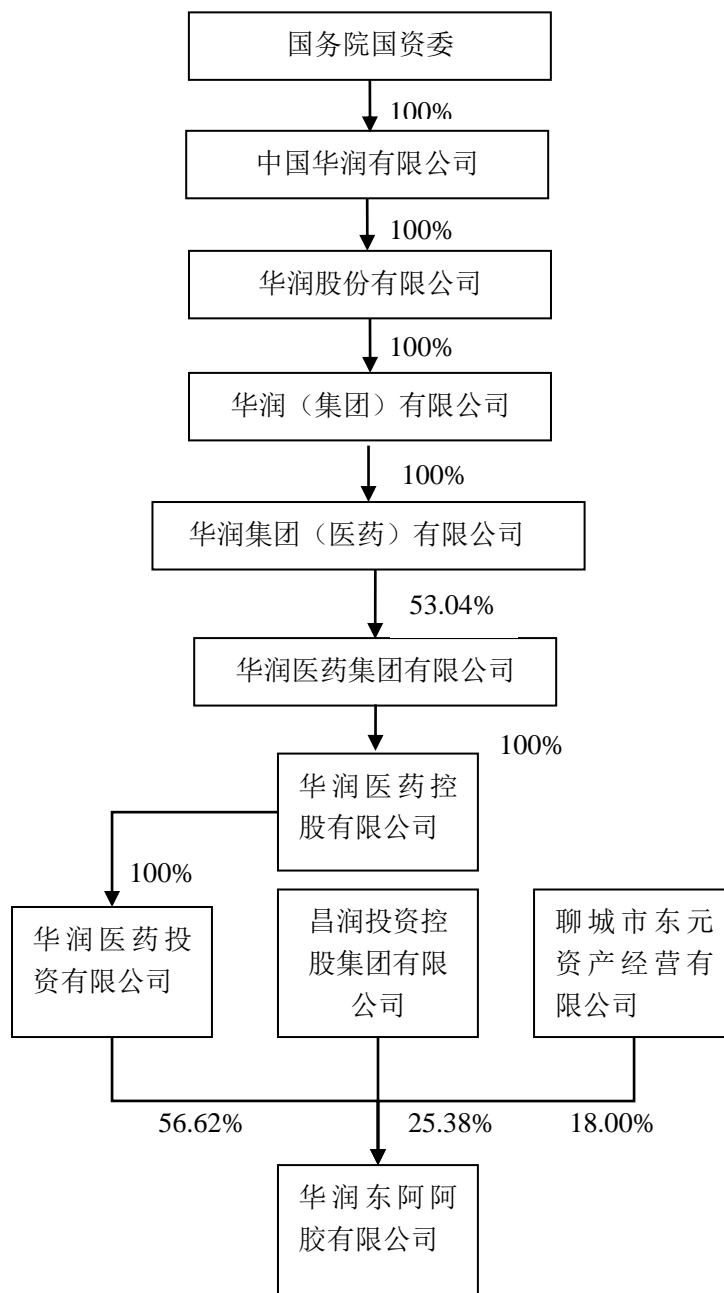 国务院国资委
100%
中国华润有限公司
100%
华润股份有限公司
100%
华润（集团）有限公司
100%
华润集团（医药）有限公司
53.04%
华润医药集团有限公司
100%
华润医药控
股有限公司
100%
华润医药投
资有限公司
昌润投资控
股集团有限
公司
聊城市东元
资产经营有
限公司
56.62%
25.38%
18.00%
华润东阿阿
胶有限公司